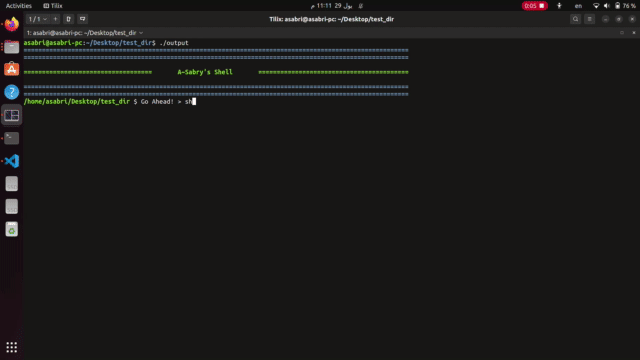 Activities Tilix م 11:11 29 يول 0:05 en 76 %
1 / 1 Tilix: asabri@asabri-pc:~/Desktop/test_dir
1: asabri@asabri-pc: ~/Desktop/test_dir
asabri@asabri-pc:~/Desktop/test_dir$ ./output
A-Sabry's Shell
/home/asabri/Desktop/test_dir $ Go Ahead! > sh